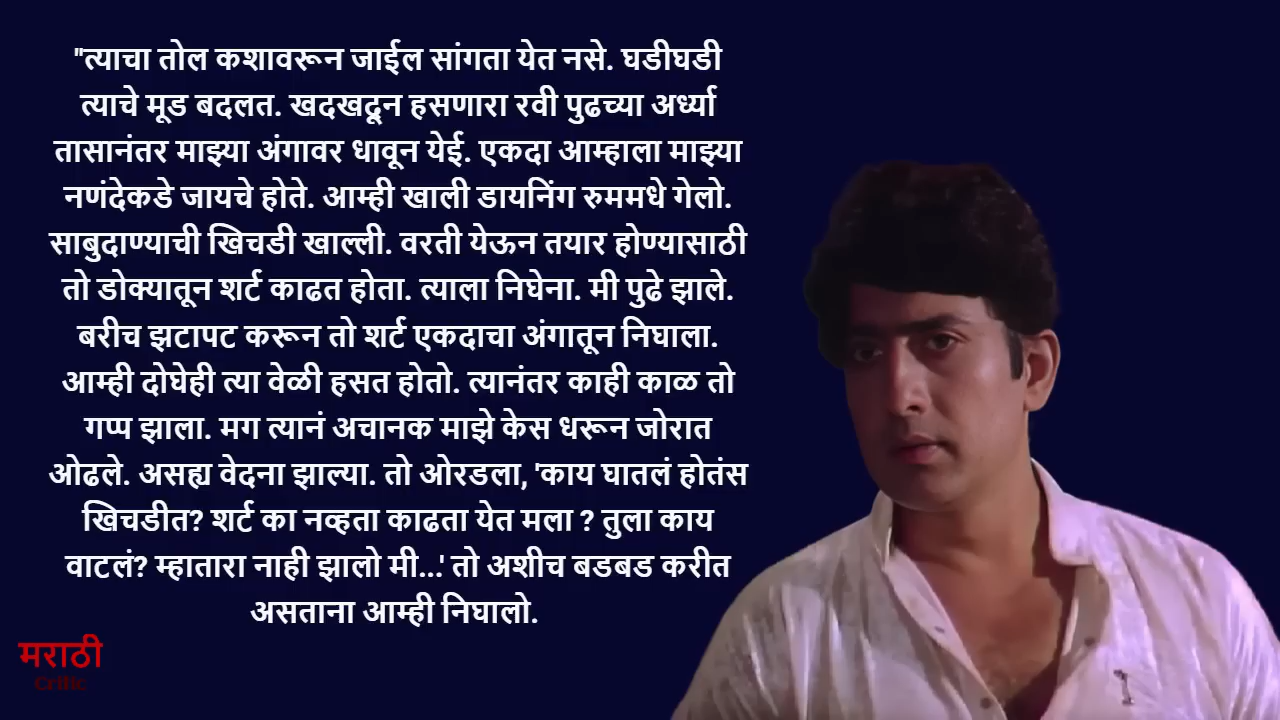 "त्याचा तोल कशावरून जाईल सांगता येत नसे. घडीघडी
त्याचे मूड बदलत. खदखदून हसणारा रवी पुढच्या अर्ध्या
तासानंतर माझ्या अंगावर धावून येई. एकदा आम्हाला माझ्या
नणंदेकडे जायचे होते. आम्ही खाली डायनिंग रुममधे गेलो.
साबुदाण्याची खिचडी खाल्ली. वरती येऊन तयार होण्यासाठी
तो डोक्यातून शर्ट काढत होता. त्याला निघेना. मी पुढे झाले.
बरीच झटापट करून तो शर्ट एकदाचा अंगातून निघाला.
आम्ही दोघेही त्या वेळी हसत होतो. त्यानंतर काही काळ तो
गप्प झाला. मग त्यानं अचानक माझे केस धरून जोरात
ओढले. असह्य वेदना झाल्या. तो ओरडला, 'काय घातलं होतंस
खिचडीत? शर्ट का नव्हता काढता येत मला ? तुला काय
वाटलं? म्हातारा नाही झालो मी...' तो अशीच बडबड करीत
असताना आम्ही निघालो.
मराठी
Critic